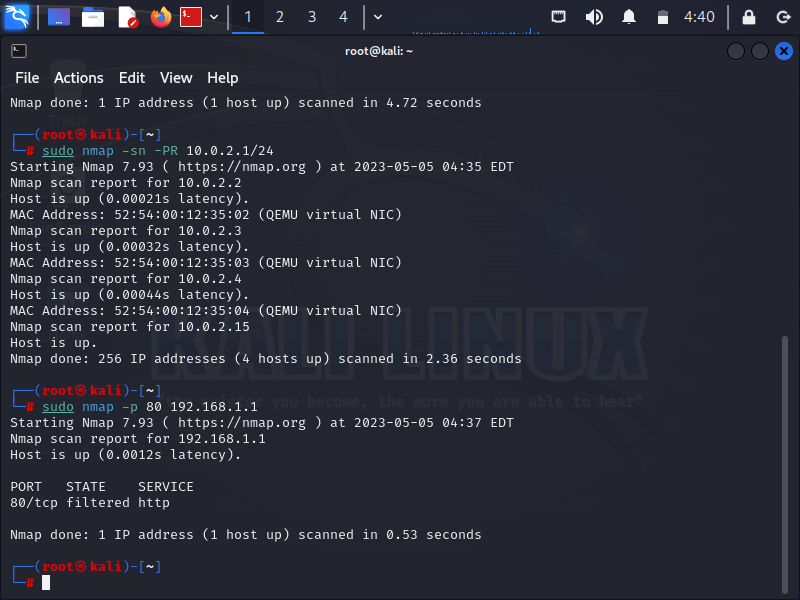 1 2 3 4 4:40
root@kali: ~
File Actions Edit View Help
Nmap done: 1 IP address (1 host up) scanned in 4.72 seconds
┌──(root㉿kali)-[~]
└─# sudo nmap -sn -PR 10.0.2.1/24
Starting Nmap 7.93 ( https://nmap.org ) at 2023-05-05 04:35 EDT
Nmap scan report for 10.0.2.2
Host is up (0.00021s latency).
MAC Address: 52:54:00:12:35:02 (QEMU virtual NIC)
Nmap scan report for 10.0.2.3
Host is up (0.00032s latency).
MAC Address: 52:54:00:12:35:03 (QEMU virtual NIC)
Nmap scan report for 10.0.2.4
Host is up (0.00044s latency).
MAC Address: 52:54:00:12:35:04 (QEMU virtual NIC)
Nmap scan report for 10.0.2.15
Host is up.
Nmap done: 256 IP addresses (4 hosts up) scanned in 2.36 seconds
KALI LINUX
┌──(root㉿kali)-[~]
└─# sudo nmap -p 80 192.168.1.1
you become, the more you are able to hear"
Starting Nmap 7.93 ( https://nmap.org ) at 2023-05-05 04:37 EDT
Nmap scan report for 192.168.1.1
Host is up (0.0012s latency).
PORT STATE SERVICE
80/tcp filtered http
Nmap done: 1 IP address (1 host up) scanned in 0.53 seconds
┌──(root㉿kali)-[~]
└─#